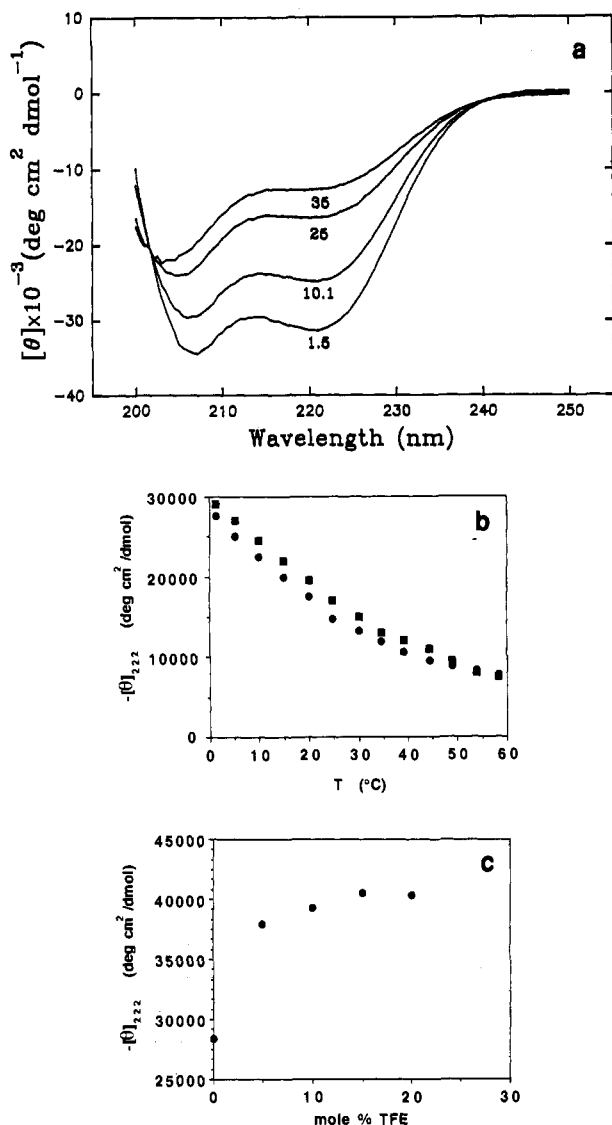 a
10
0
-10
-20
-30
-40
[θ]x10⁻³(deg cm² dmol⁻¹)
35
25
10.1
1.5
200 210 220 230 240 250
Wavelength (nm)
b
30000
20000
10000
0
-[θ]₂₂₂ (deg cm²/dmol)
0 10 20 30 40 50 60
T (°C)
c
45000
40000
35000
30000
25000
-[θ]₂₂₂ (deg cm²/dmol)
0 10 20 30
mole % TFE